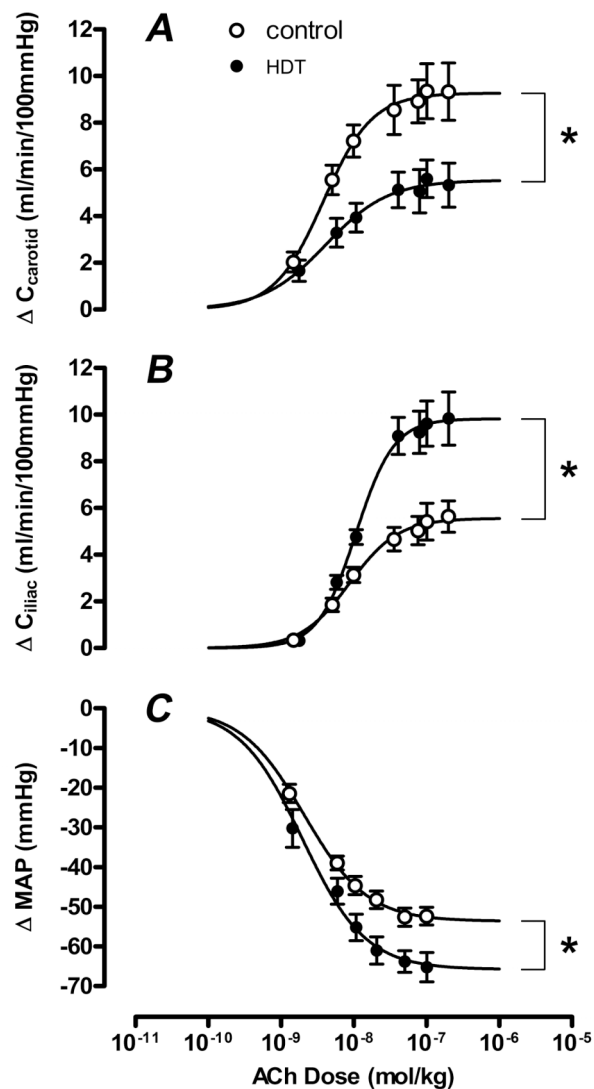 A
control
HDT
Δ C carotid (ml/min/100mmHg)
12
10
8
6
4
2
0
*
B
Δ C iliac (ml/min/100mmHg)
12
10
8
6
4
2
0
*
C
Δ MAP (mmHg)
0
-10
-20
-30
-40
-50
-60
-70
*
10-11 10-10 10-9 10-8 10-7 10-6 10-5
ACh Dose (mol/kg)